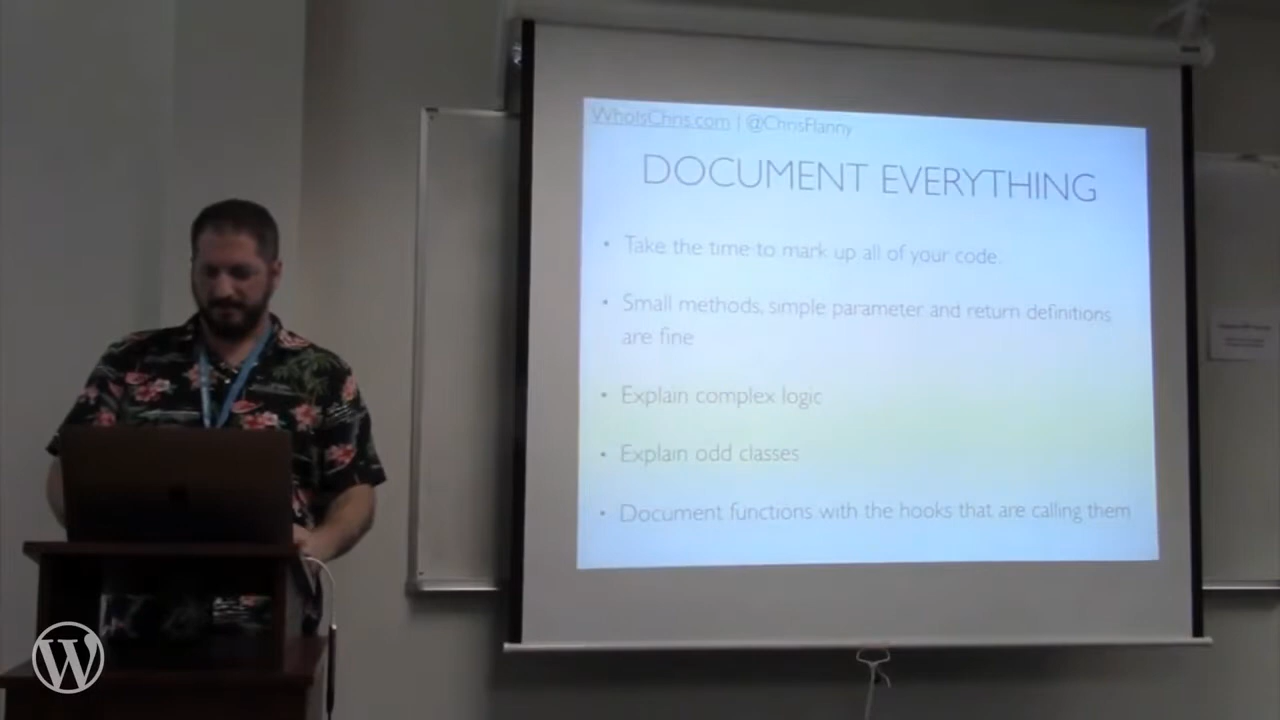 WhoIsChris.com | @ChrisFlanny
DOCUMENT EVERYTHING
• Take the time to mark up all of your code.
• Small methods, simple parameter and return definitions
are fine
• Explain complex logic
• Explain odd classes
• Document functions with the hooks that are calling them